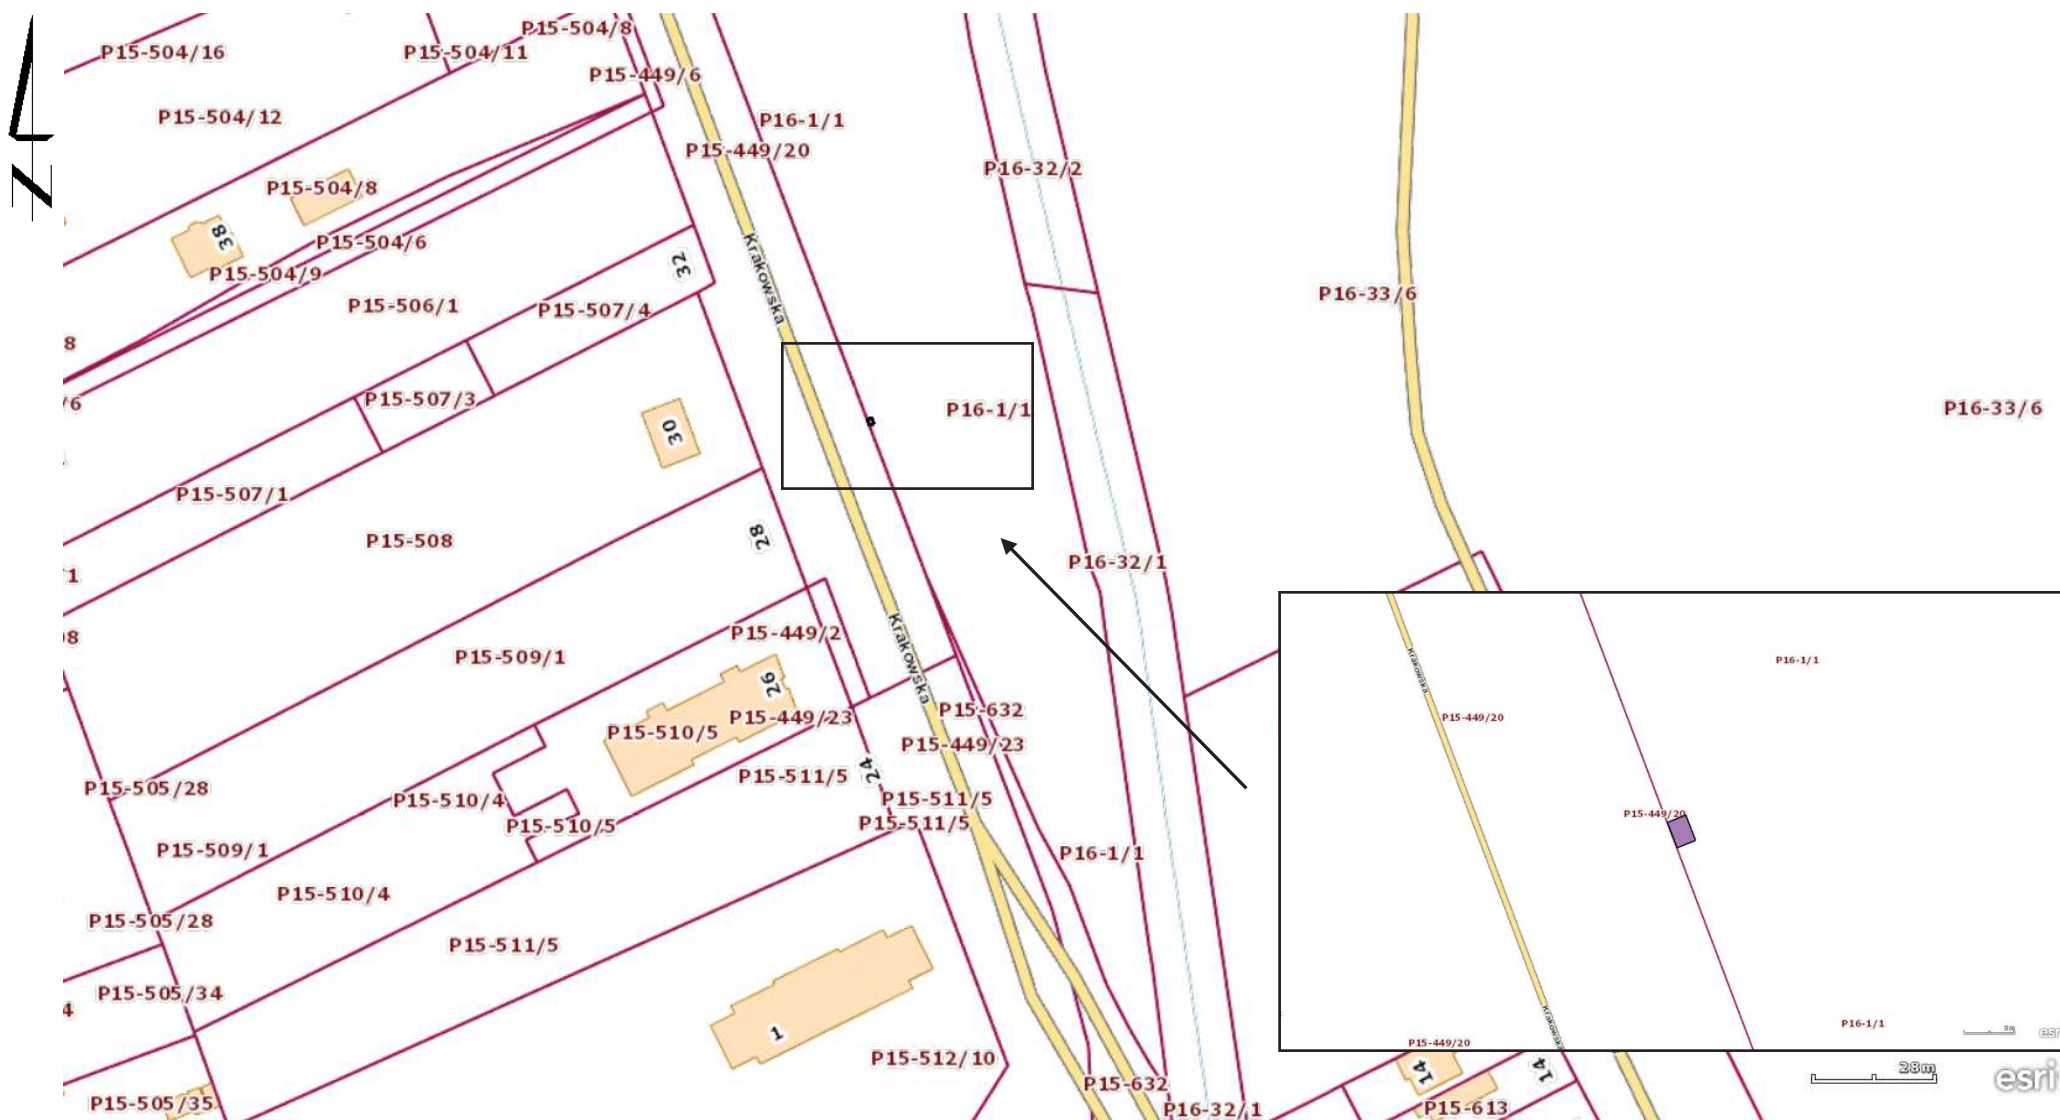 P15-504/8
P15-504/16
P15-504/11
P15-449/6
P15-504/12
P16-1/1
P15-449/20
P16-32/2
N
P15-504/8
38
P15-504/6
P15-504/9
32
Krakowska
P15-506/1
P15-507/4
P16-33/6
8
P15-507/3
/6
P16-1/1
P16-33/6
30
P15-507/1
28
P15-508
P16-32/1
1
P15-449/2
98
P15-509/1
Krakowska
26
P15-632
P15-449/23
P15-510/5
P15-449/23
24
P15-511/5
P15-505/28
P15-510/4
P15-511/5
P15-510/5
P15-511/5
P15-509/1
P16-1/1
P15-510/4
P15-505/28
P15-511/5
P15-505/34
4
1
P15-512/10
P15-632
P15-505/35
P16-32/1
Krakowska
P16-1/1
P15-449/20
P15-449/20
Krakowska
P16-1/1
P15-449/20
esri
14
14
28m
esri
P15-613